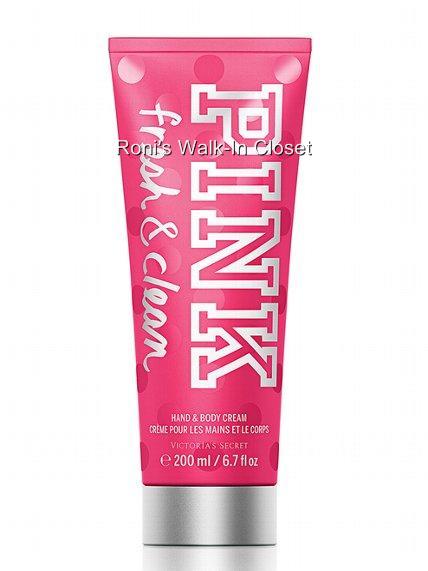 PINK
fresh & clean
Roni's Walk-In Closet
HAND & BODY CREAM
CRÈME POUR LES MAINS ET LE CORPS
VICTORIA'S SECRET
℮ 200 ml / 6.7 fl oz